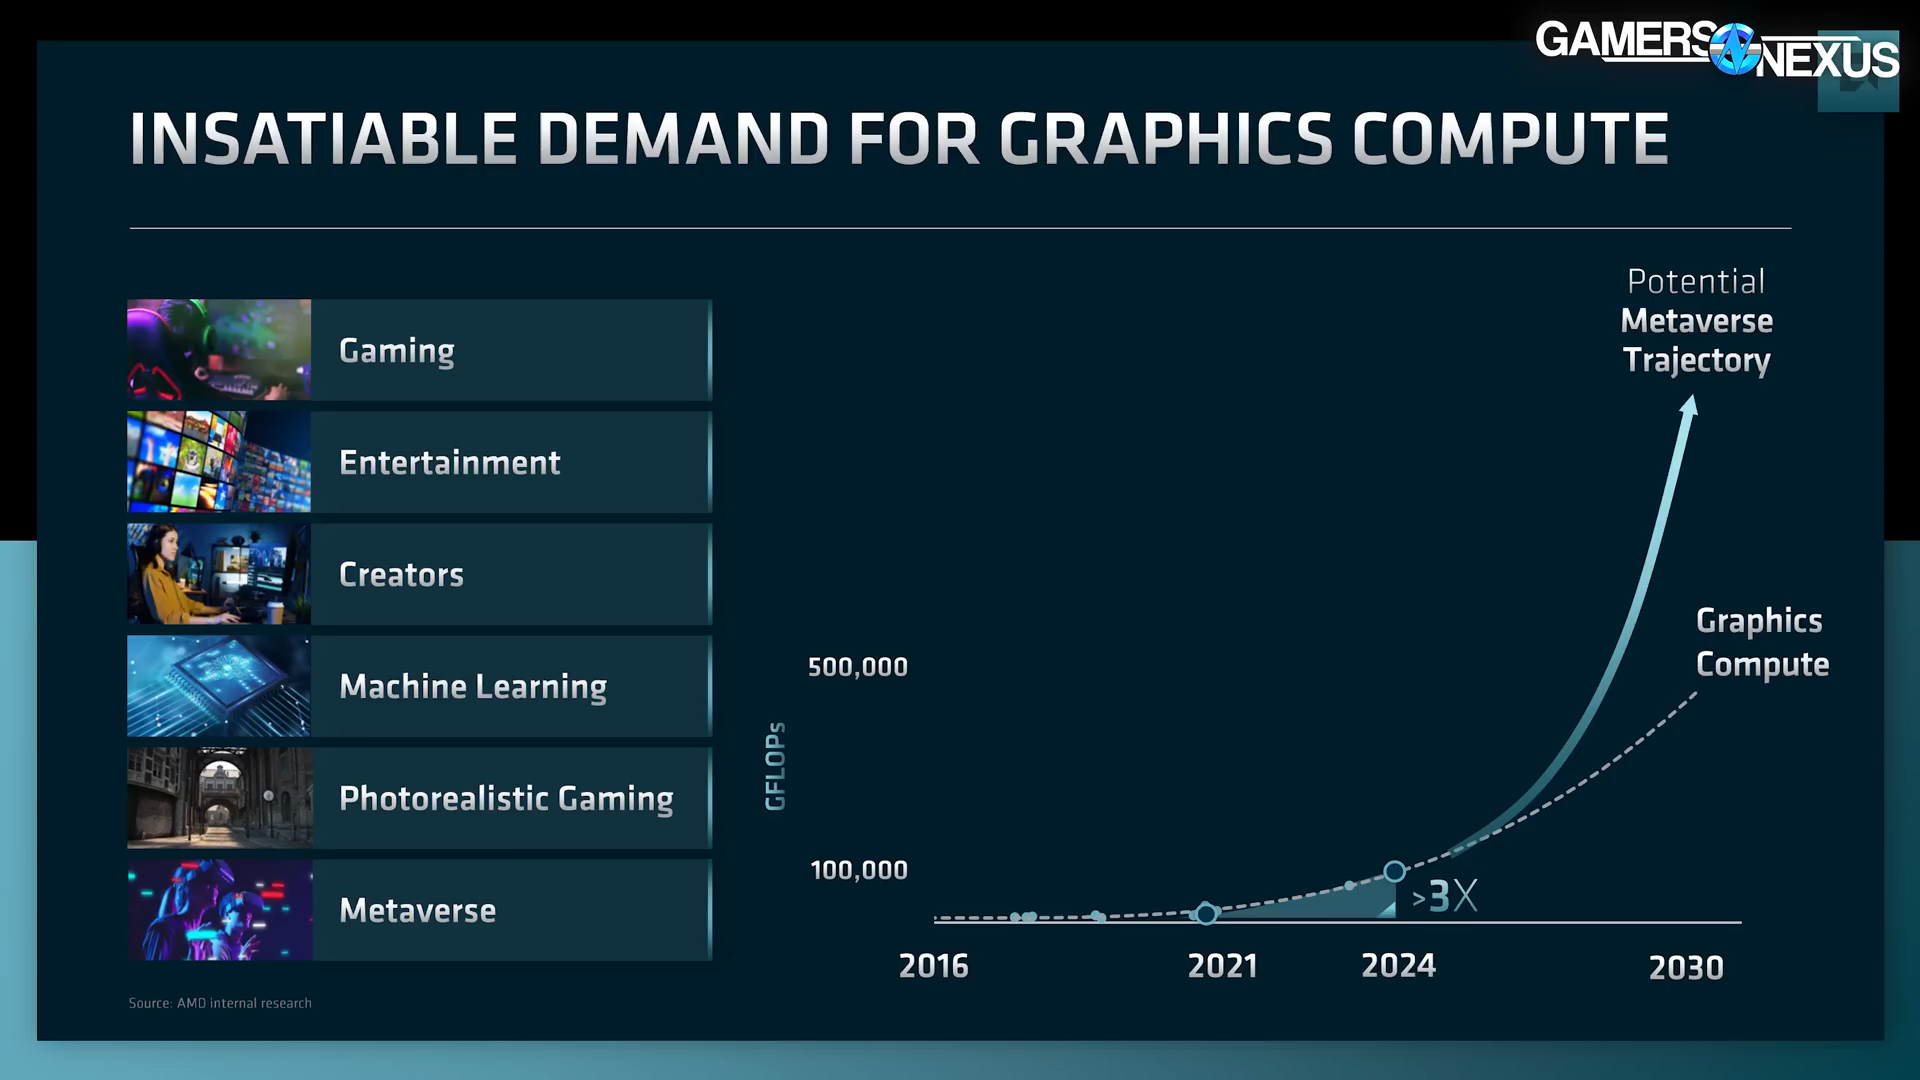 GAMERS NEXUS
INSATIABLE DEMAND FOR GRAPHICS COMPUTE
Gaming
Entertainment
Creators
Machine Learning
Photorealistic Gaming
Metaverse
Source: AMD internal research
Potential
Metaverse
Trajectory
Graphics
Compute
500,000
GFLOPs
100,000
>3X
2016
2021
2024
2030